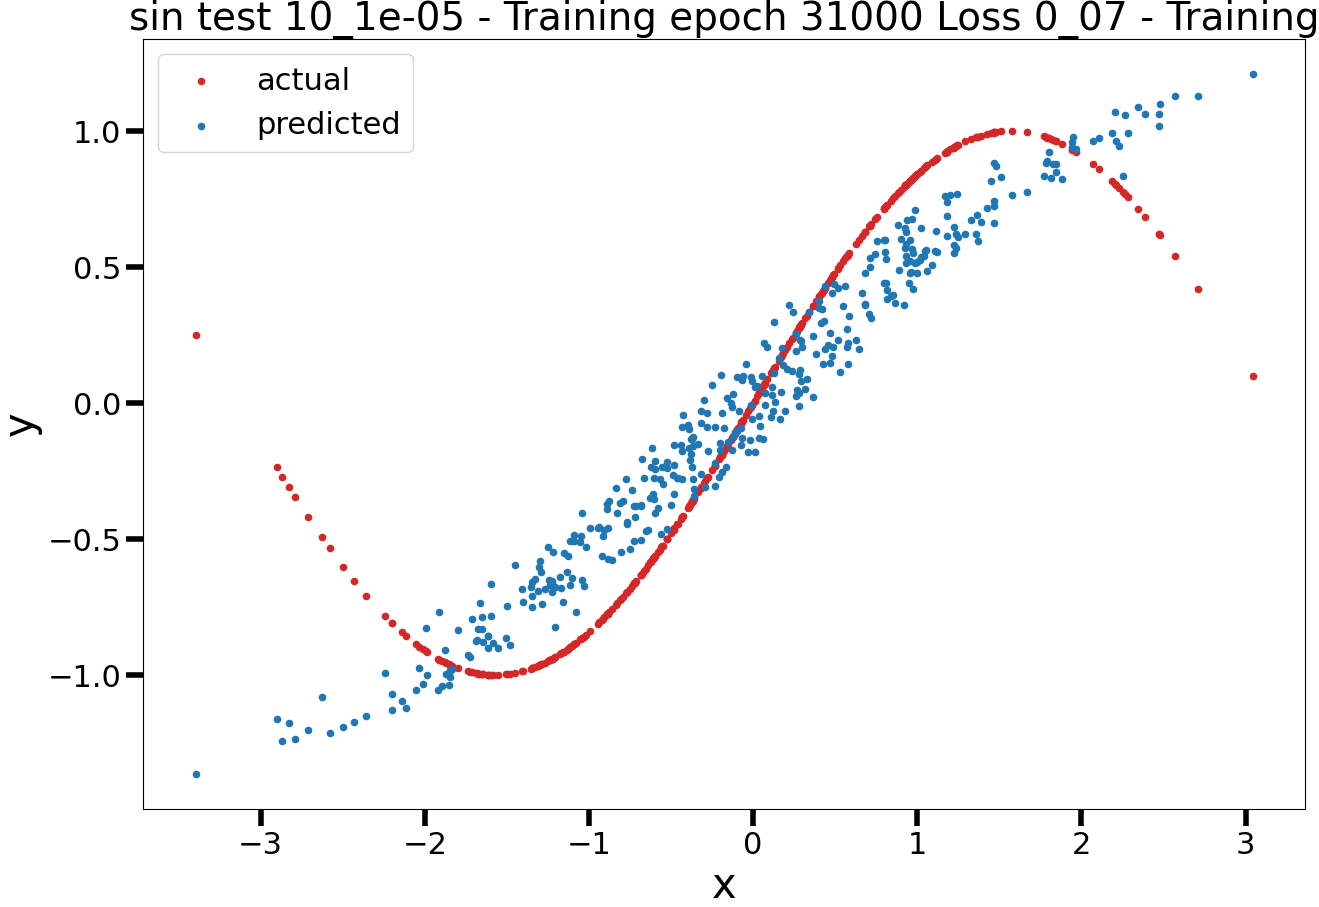 sin test 10_1e-05 - Training epoch 31000 Loss 0_07 - Training
actual
predicted
1.0
0.5
0.0
−0.5
−1.0
y
−3 −2 −1 0 1 2 3
x